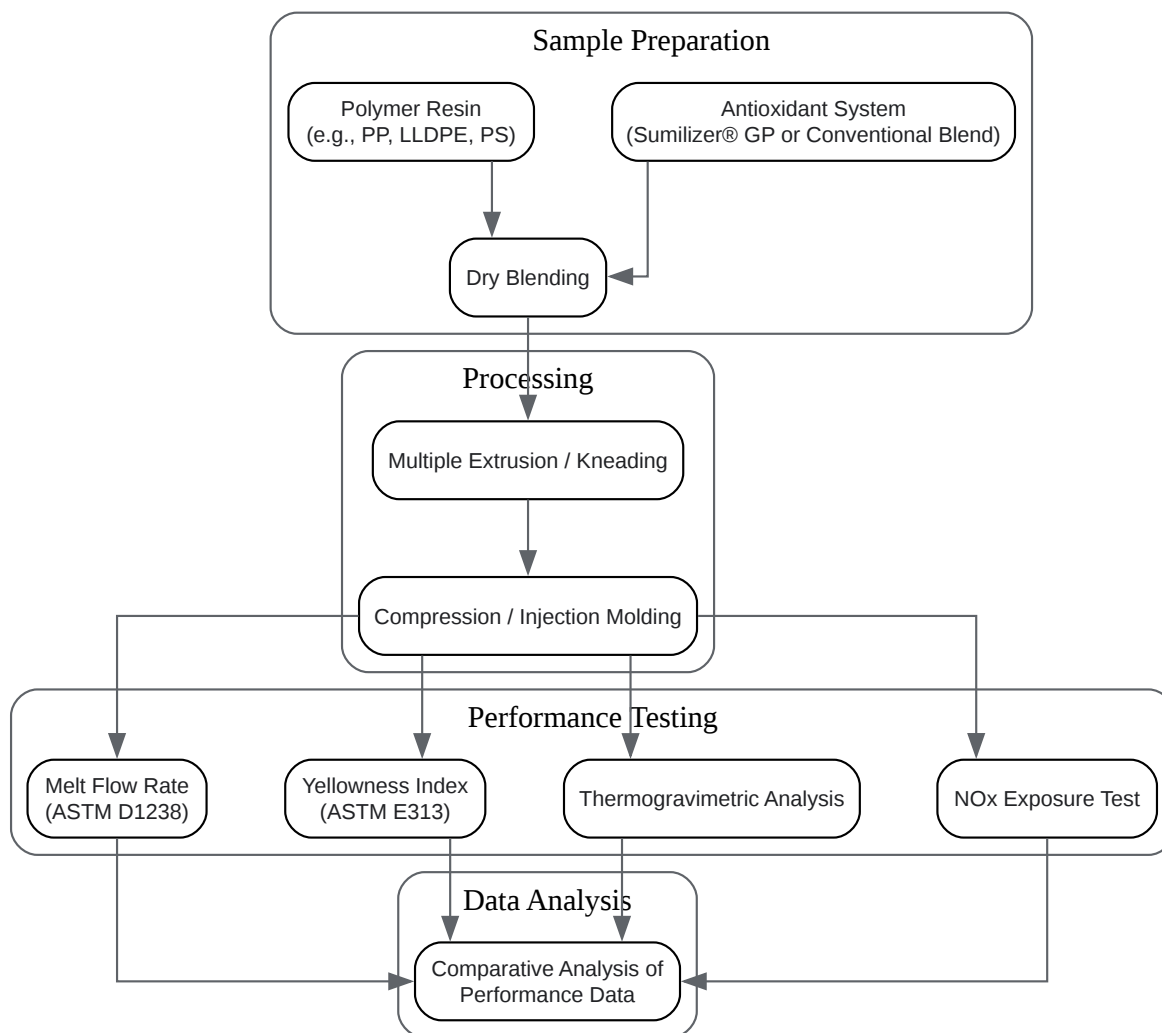 Sample Preparation
Polymer Resin
(e.g., PP, LLDPE, PS)
Antioxidant System
(Sumilizer® GP or Conventional Blend)
Dry Blending
Processing
Multiple Extrusion / Kneading
Compression / Injection Molding
Performance Testing
Melt Flow Rate
(ASTM D1238)
Yellowness Index
(ASTM E313)
Thermogravimetric Analysis
NOx Exposure Test
Data Analysis
Comparative Analysis of
Performance Data